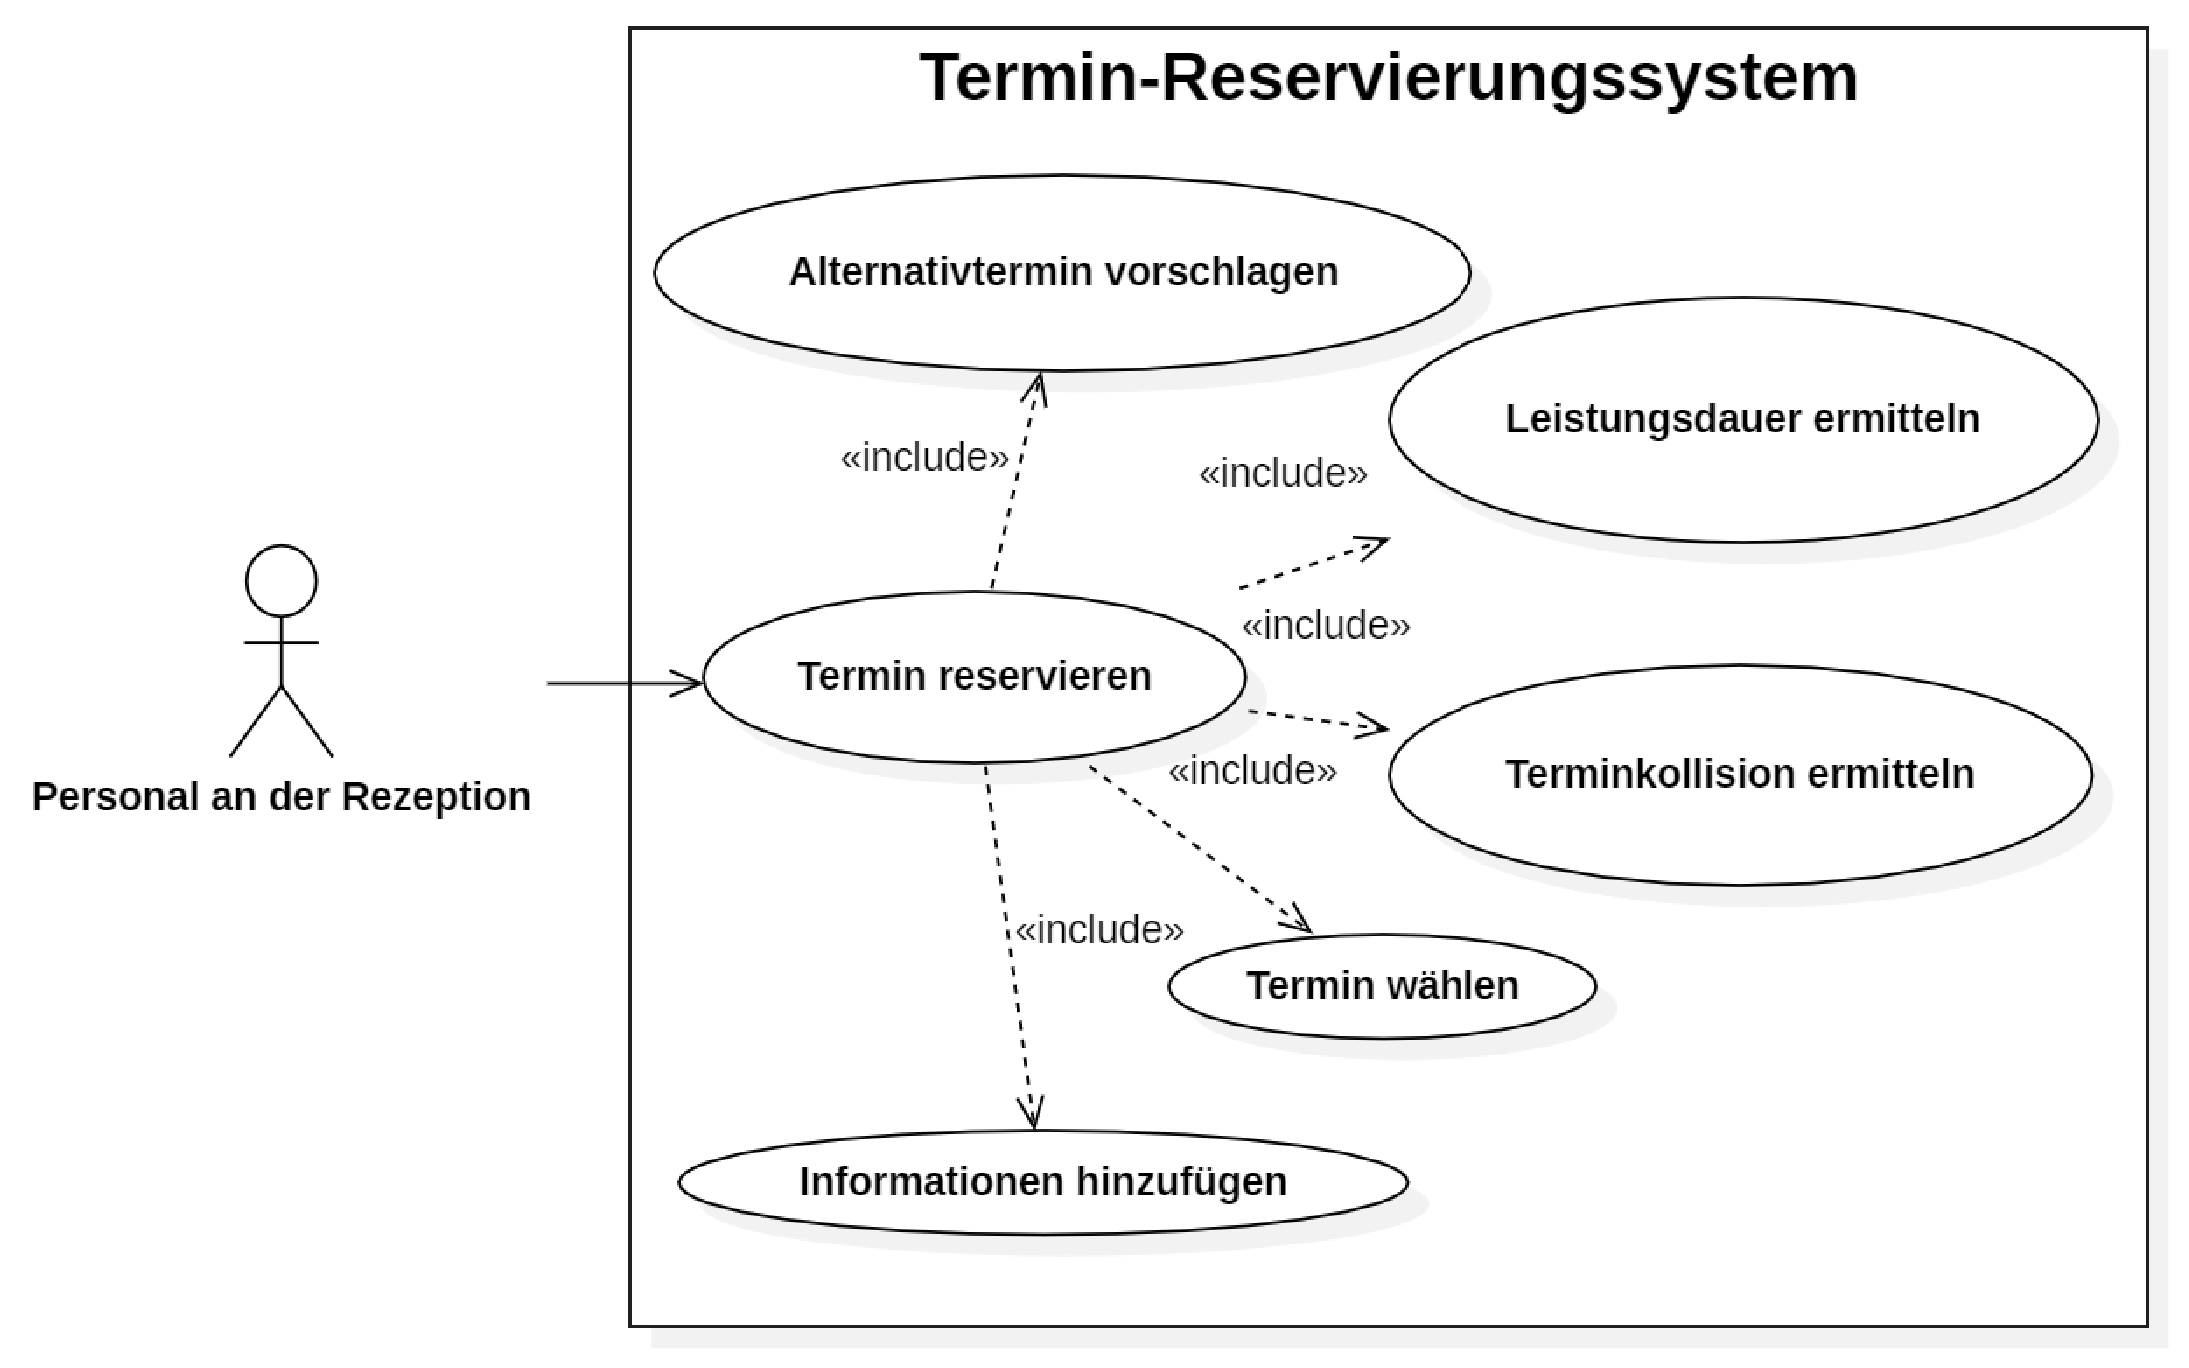 Termin-Reservierungssystem
Alternativtermin vorschlagen
Leistungsdauer ermitteln
«include»
«include»
«include»
Termin reservieren
Terminkollision ermitteln
«include»
Personal an der Rezeption
«include»
Termin wählen
Informationen hinzufügen